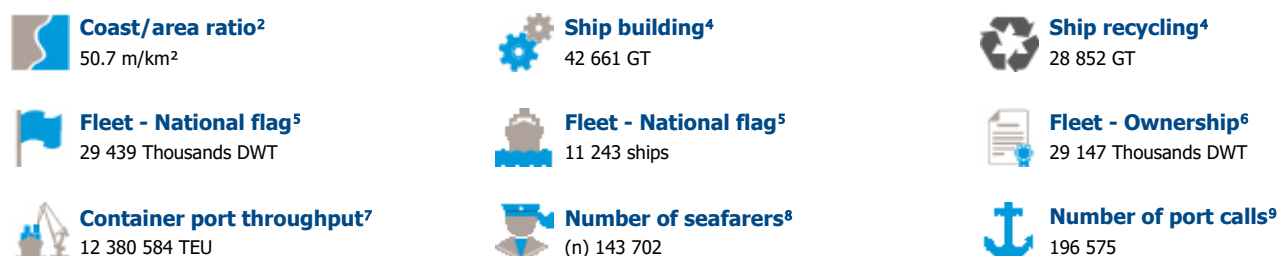 Coast/area ratio²
50.7 m/km²
Ship building⁴
42 661 GT
Ship recycling⁴
28 852 GT
Fleet - National flag⁵
29 439 Thousands DWT
Fleet - National flag⁵
11 243 ships
Fleet - Ownership⁶
29 147 Thousands DWT
Container port throughput⁷
12 380 584 TEU
Number of seafarers⁸
(n) 143 702
Number of port calls⁹
196 575